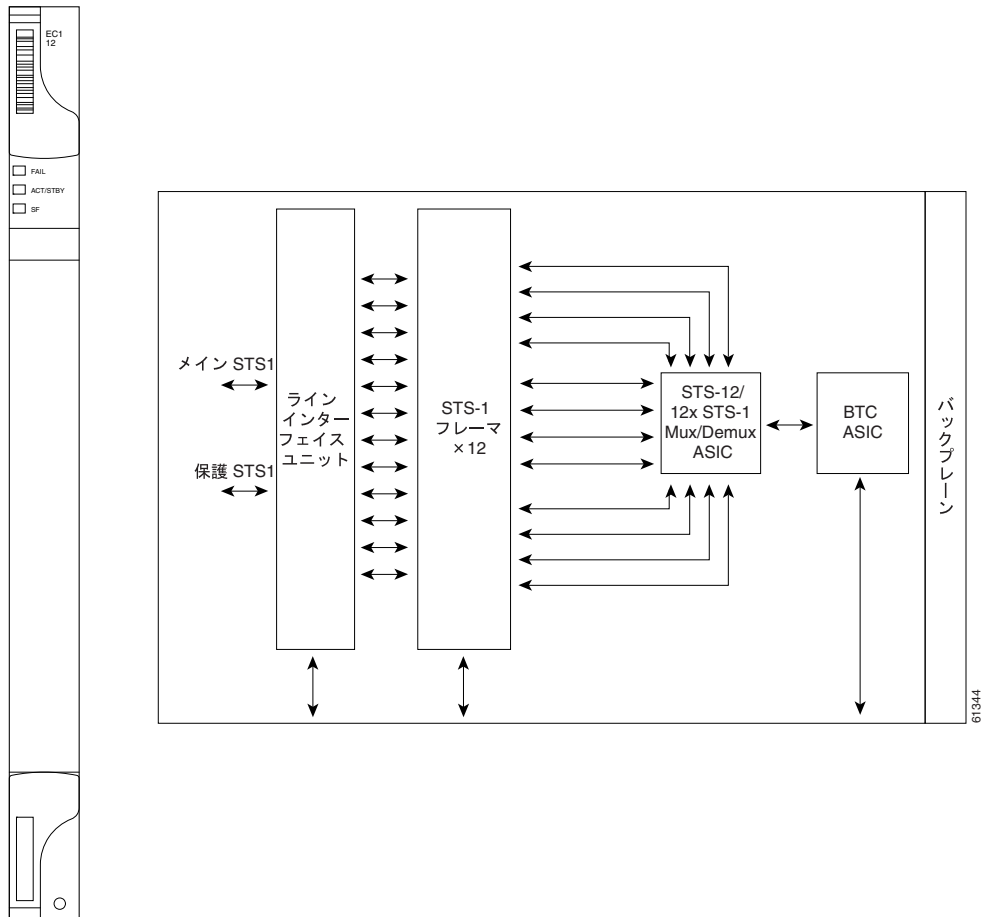 EC1
12
FAIL
ACT/STBY
SF
メイン STS1
保護 STS1
ライン
インター
フェイス
ユニット
STS-1
フレーマ
×12
STS-12/
12x STS-1
Mux/Demux
ASIC
BTC
ASIC
バックプレーン
61344